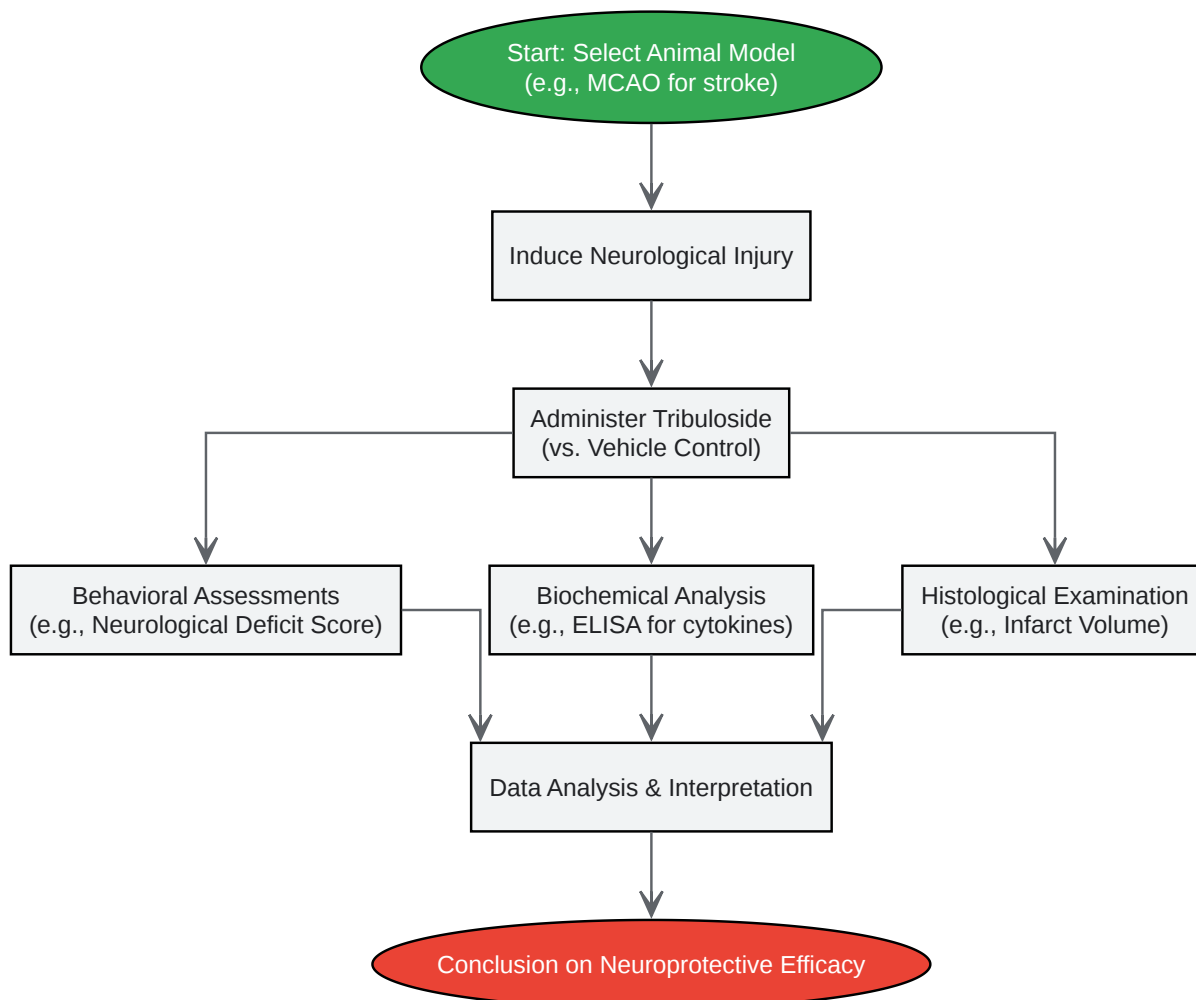 Start: Select Animal Model
(e.g., MCAO for stroke)
Induce Neurological Injury
Administer Tribuloside
(vs. Vehicle Control)
Behavioral Assessments
(e.g., Neurological Deficit Score)
Biochemical Analysis
(e.g., ELISA for cytokines)
Histological Examination
(e.g., Infarct Volume)
Data Analysis & Interpretation
Conclusion on Neuroprotective Efficacy